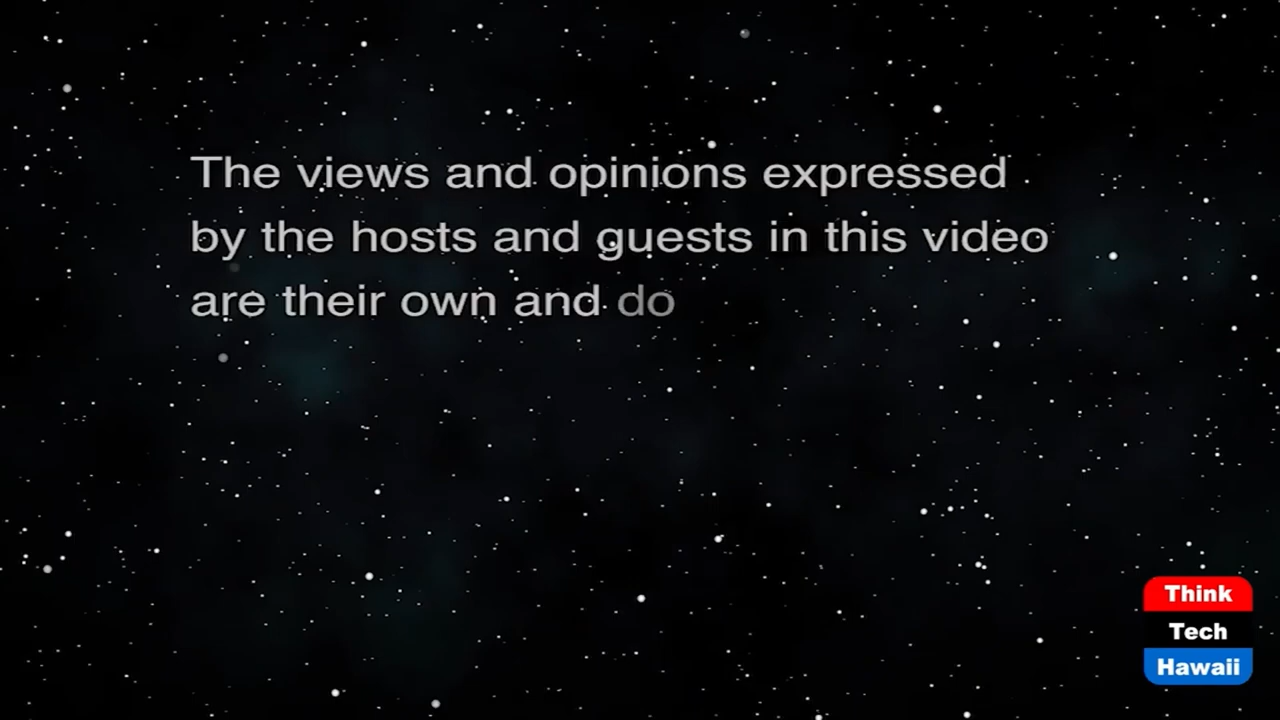 The views and opinions expressed
by the hosts and guests in this video
are their own and do
Think
Tech
Hawaii